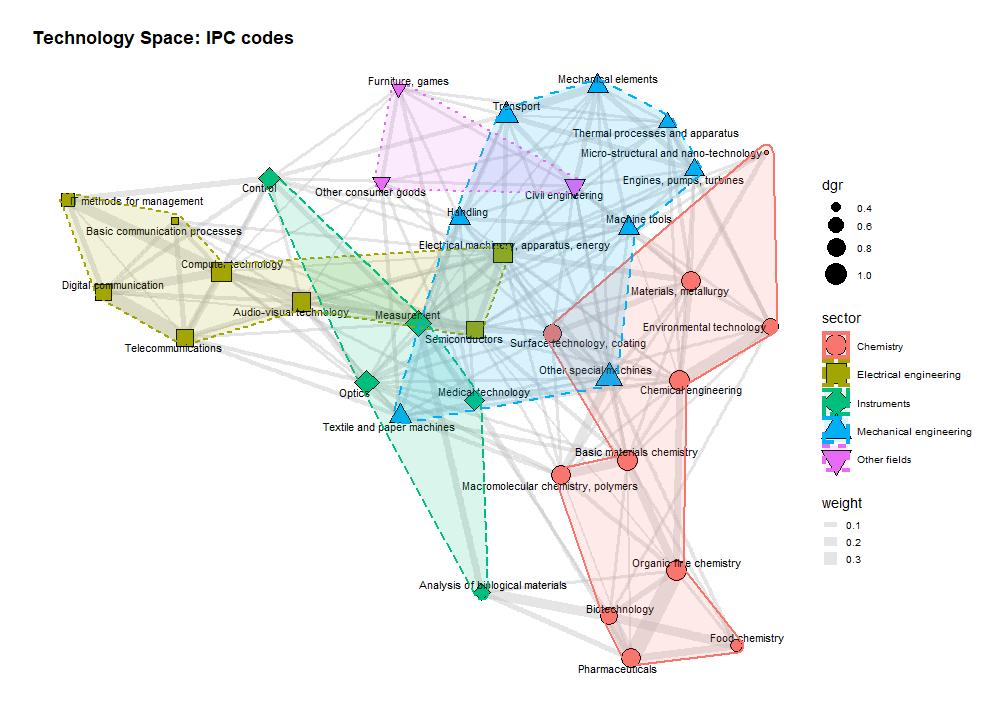 Technology Space: IPC codes
Furniture, games
Mechanical elements
Transport
Thermal processes and apparatus
Micro-structural and nano-technology
Engines, pumps, turbines
Control
Other consumer goods
Civil engineering
IT methods for management
Handling
Machine tools
Basic communication processes
Electrical machinery, apparatus, energy
Computer technology
Digital communication
Materials, metallurgy
Audio-visual technology
Measurement
Environmental technology
Semiconductors
Surface technology, coating
Telecommunications
Other special machines
Optics
Medical technology
Chemical engineering
Textile and paper machines
Basic materials chemistry
Macromolecular chemistry, polymers
Organic fine chemistry
Analysis of biological materials
Biotechnology
Food chemistry
Pharmaceuticals
dgr
0.4
0.6
0.8
1.0
sector
Chemistry
Electrical engineering
Instruments
Mechanical engineering
Other fields
weight
0.1
0.2
0.3